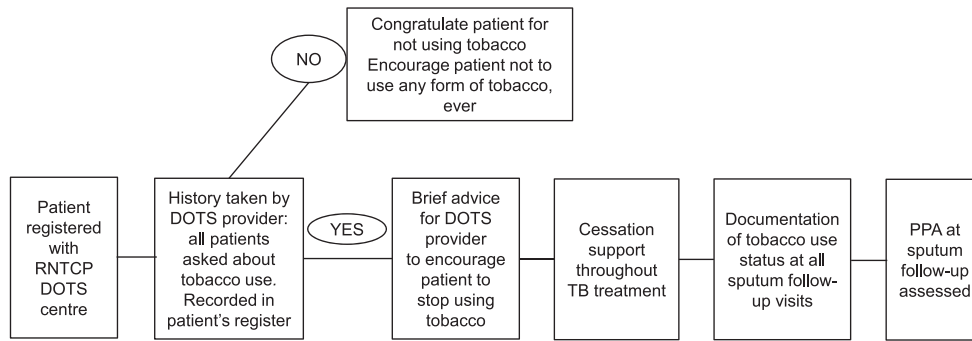 NO
Congratulate patient for
not using tobacco
Encourage patient not to
use any form of tobacco,
ever
Patient
registered
with
RNTCP
DOTS
centre
History taken by
DOTS provider:
all patients
asked about
tobacco use.
Recorded in
patient's register
YES
Brief advice
for DOTS
provider
to encourage
patient to
stop using
tobacco
Cessation
support
throughout
TB treatment
Documentation
of tobacco use
status at all
sputum follow-
up visits
PPA at
sputum
follow-up
assessed